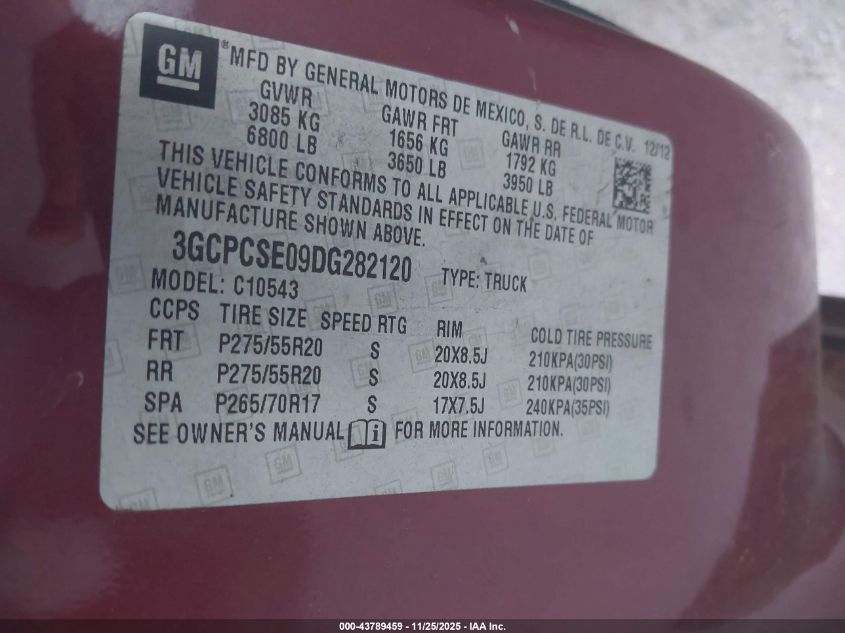 GM ®MFD BY GENERAL MOTORS DE MEXICO, S. DE R.L. DE C.V. 12/12
GVWR GAWR FRT GAWR RR
3085 KG 1656 KG 1792 KG
6800 LB 3650 LB 3950 LB
THIS VEHICLE CONFORMS TO ALL APPLICABLE U.S. FEDERAL MOTOR
VEHICLE SAFETY STANDARDS IN EFFECT ON THE DATE OF
MANUFACTURE SHOWN ABOVE.
3GCPCSE09DG282120 TYPE: TRUCK
MODEL: C10543
CCPS TIRE SIZE SPEED RTG RIM COLD TIRE PRESSURE
FRT P275/55R20 S 20X8.5J 210KPA(30PSI)
RR P275/55R20 S 20X8.5J 210KPA(30PSI)
SPA P265/70R17 S 17X7.5J 240KPA(35PSI)
SEE OWNER'S MANUAL i FOR MORE INFORMATION.
000-43789459 - 11/25/2025 - IAA Inc.